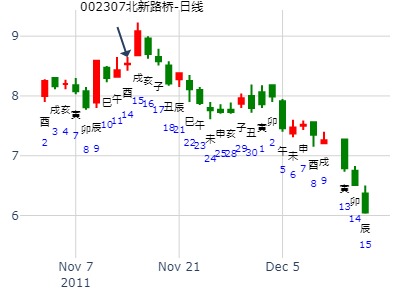 002307北新路桥-日线
9
8
7
6
酉 戌 亥 寅 卯 辰 巳 午 酉 戌 亥 子 丑 辰 巳 午 未 申 亥 子 丑 寅 卯 午 未 申 酉 戌 寅 卯 辰
2 3 4 7 8 9 10 11 14 15 16 17 18 21 22 23 24 25 28 29 30 1 2 5 6 7 8 9 13 14 15
Nov 7 Nov 21 Dec 5
2011